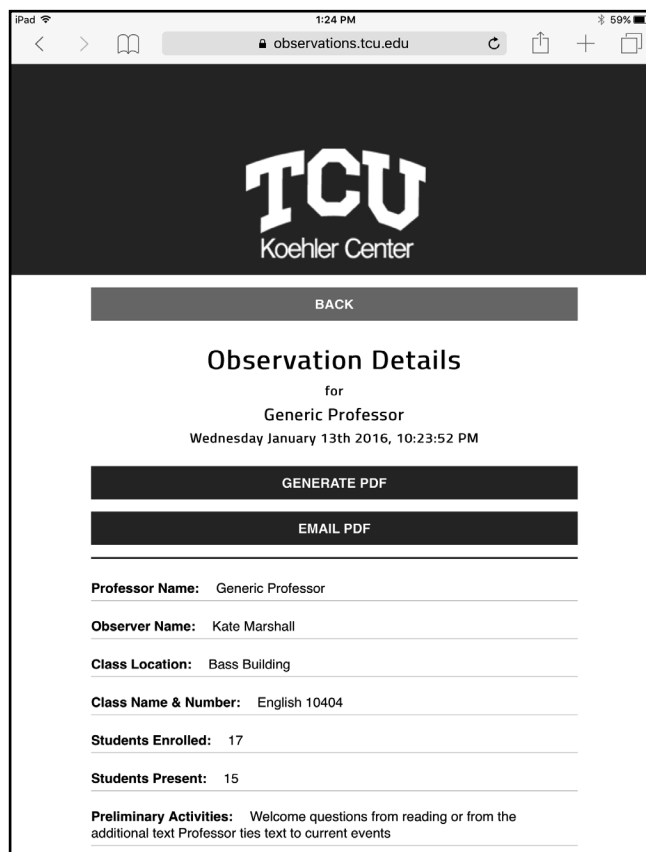 iPad 1:24 PM 59%
observations.tcu.edu
TCU
Koehler Center
BACK
Observation Details
for
Generic Professor
Wednesday January 13th 2016, 10:23:52 PM
GENERATE PDF
EMAIL PDF
Professor Name: Generic Professor
Observer Name: Kate Marshall
Class Location: Bass Building
Class Name & Number: English 10404
Students Enrolled: 17
Students Present: 15
Preliminary Activities: Welcome questions from reading or from the
additional text Professor ties text to current events